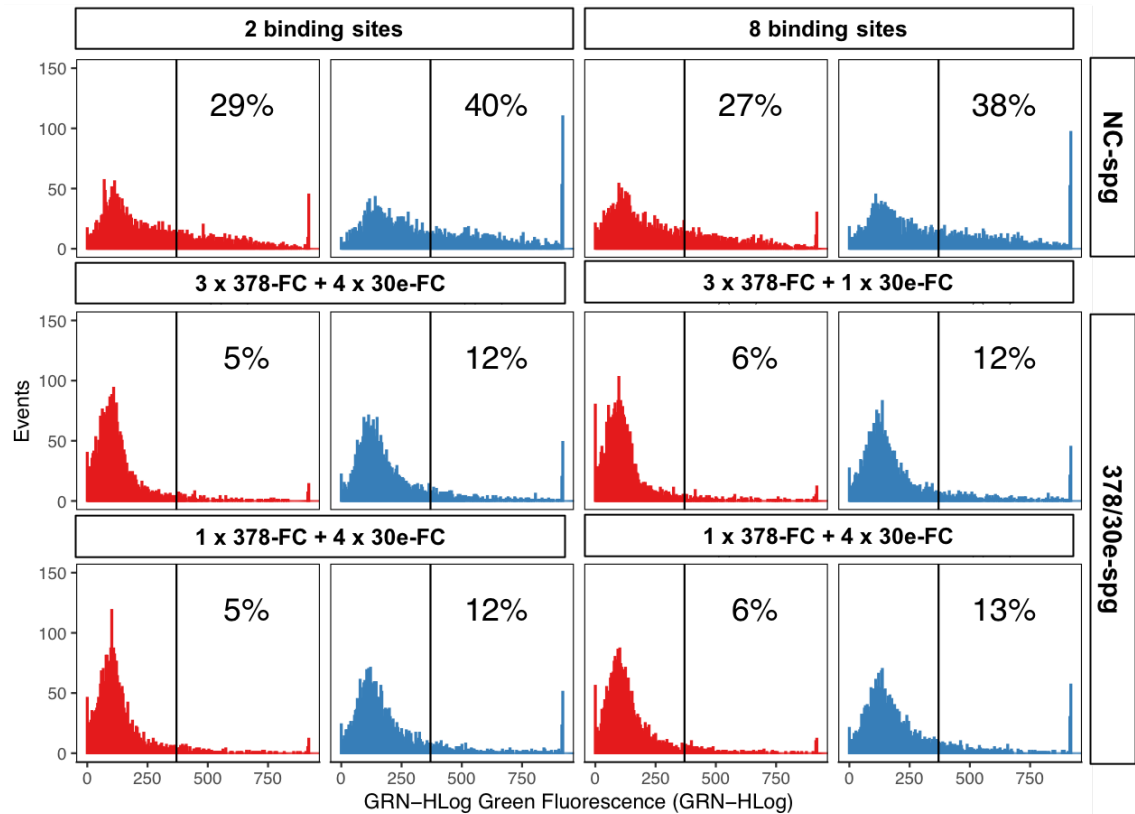 2 binding sites
8 binding sites
150
100
50
0
29%
40%
27%
38%
NC-spg
3 x 378-FC + 4 x 30e-FC
3 x 378-FC + 1 x 30e-FC
Events
150
100
50
0
5%
12%
6%
12%
378/30e-spg
1 x 378-FC + 4 x 30e-FC
1 x 378-FC + 4 x 30e-FC
150
100
50
0
5%
12%
6%
13%
0 250 500 750
0 250 500 750
0 250 500 750
0 250 500 750
GRN−HLog Green Fluorescence (GRN−HLog)